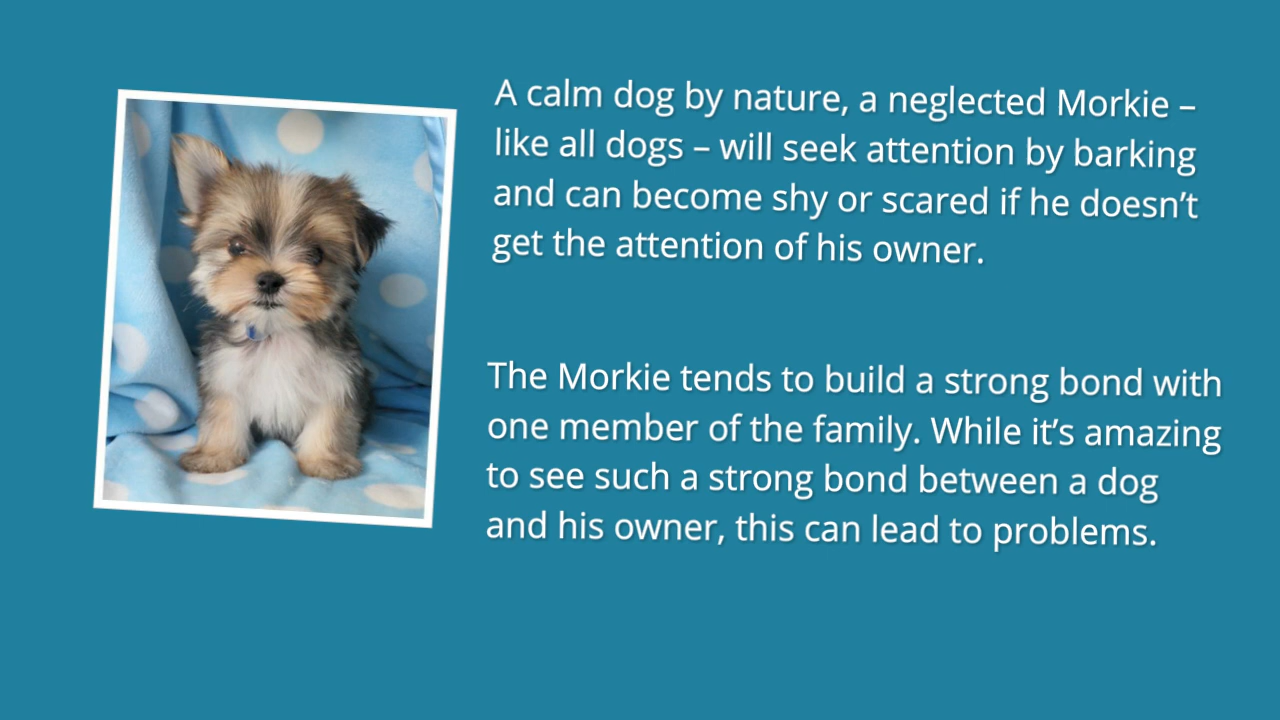 A calm dog by nature, a neglected Morkie –
like all dogs – will seek attention by barking
and can become shy or scared if he doesn’t
get the attention of his owner.
The Morkie tends to build a strong bond with
one member of the family. While it’s amazing
to see such a strong bond between a dog
and his owner, this can lead to problems.